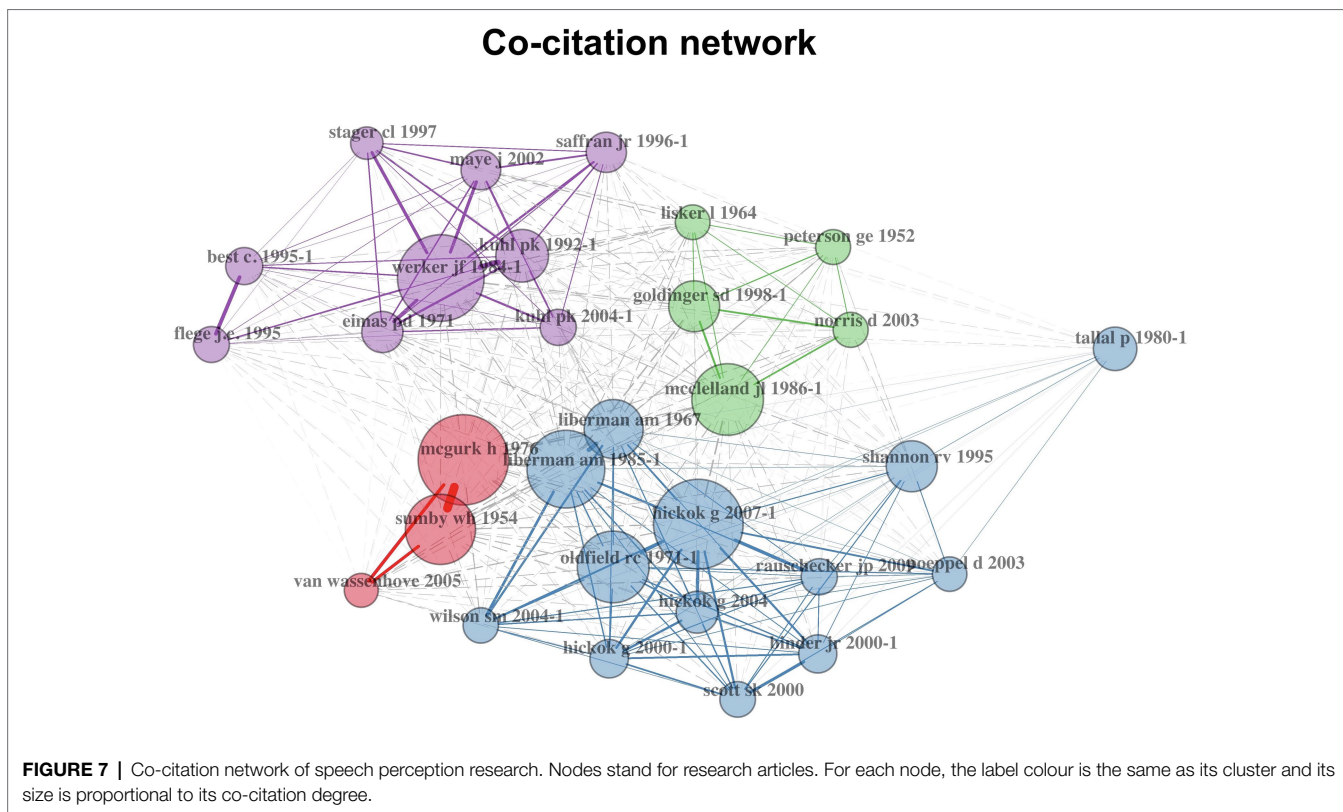 Co-citation network
stager cl 1997
saffran jr 1996-1
maye j 2002
lisker l 1964
peterson ge 1952
kuhl pk 1992-1
best c. 1995-1
werker jf 1984-1
goldinger sd 1998-1
kuhl pk 2004-1
eimas pd 1971
norris d 2003
flege j.e. 1995
tallal p 1980-1
mcclelland jl 1986-1
liberman am 1967
mcgurk h 1976
liberman am 1985-1
shannon rv 1995
hickok g 2007-1
sumby wh 1954
oldfield rc 1971-1
rauschecker jp 2009
poeppel d 2003
van wassenhove 2005
hickok g 2004
wilson sm 2004-1
hickok g 2000-1
binder jr 2000-1
scott sk 2000
FIGURE 7 | Co-citation network of speech perception research. Nodes stand for research articles. For each node, the label colour is the same as its cluster and its
size is proportional to its co-citation degree.